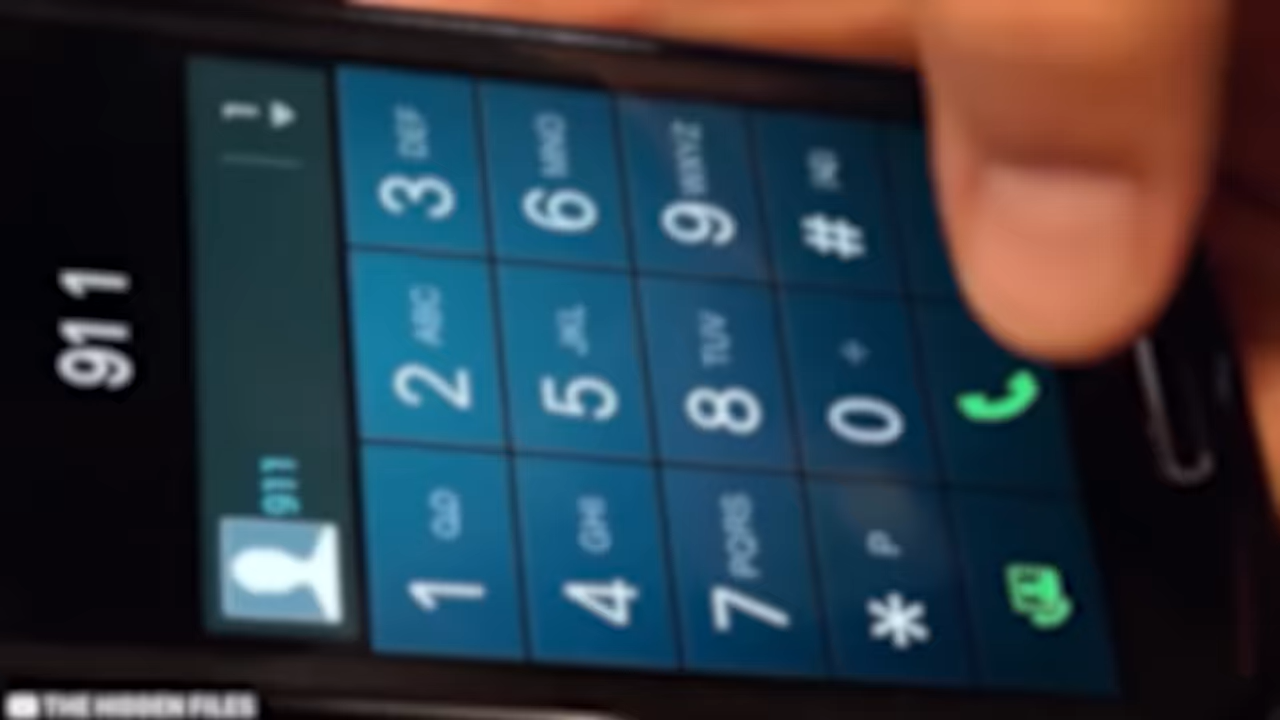 911
911
1
1
2 ABC
3 DEF
4 GHI
5 JKL
6 MNO
7 PQRS
8 TUV
9 WXYZ
* P
0 +
#
THE HIDDEN FILES